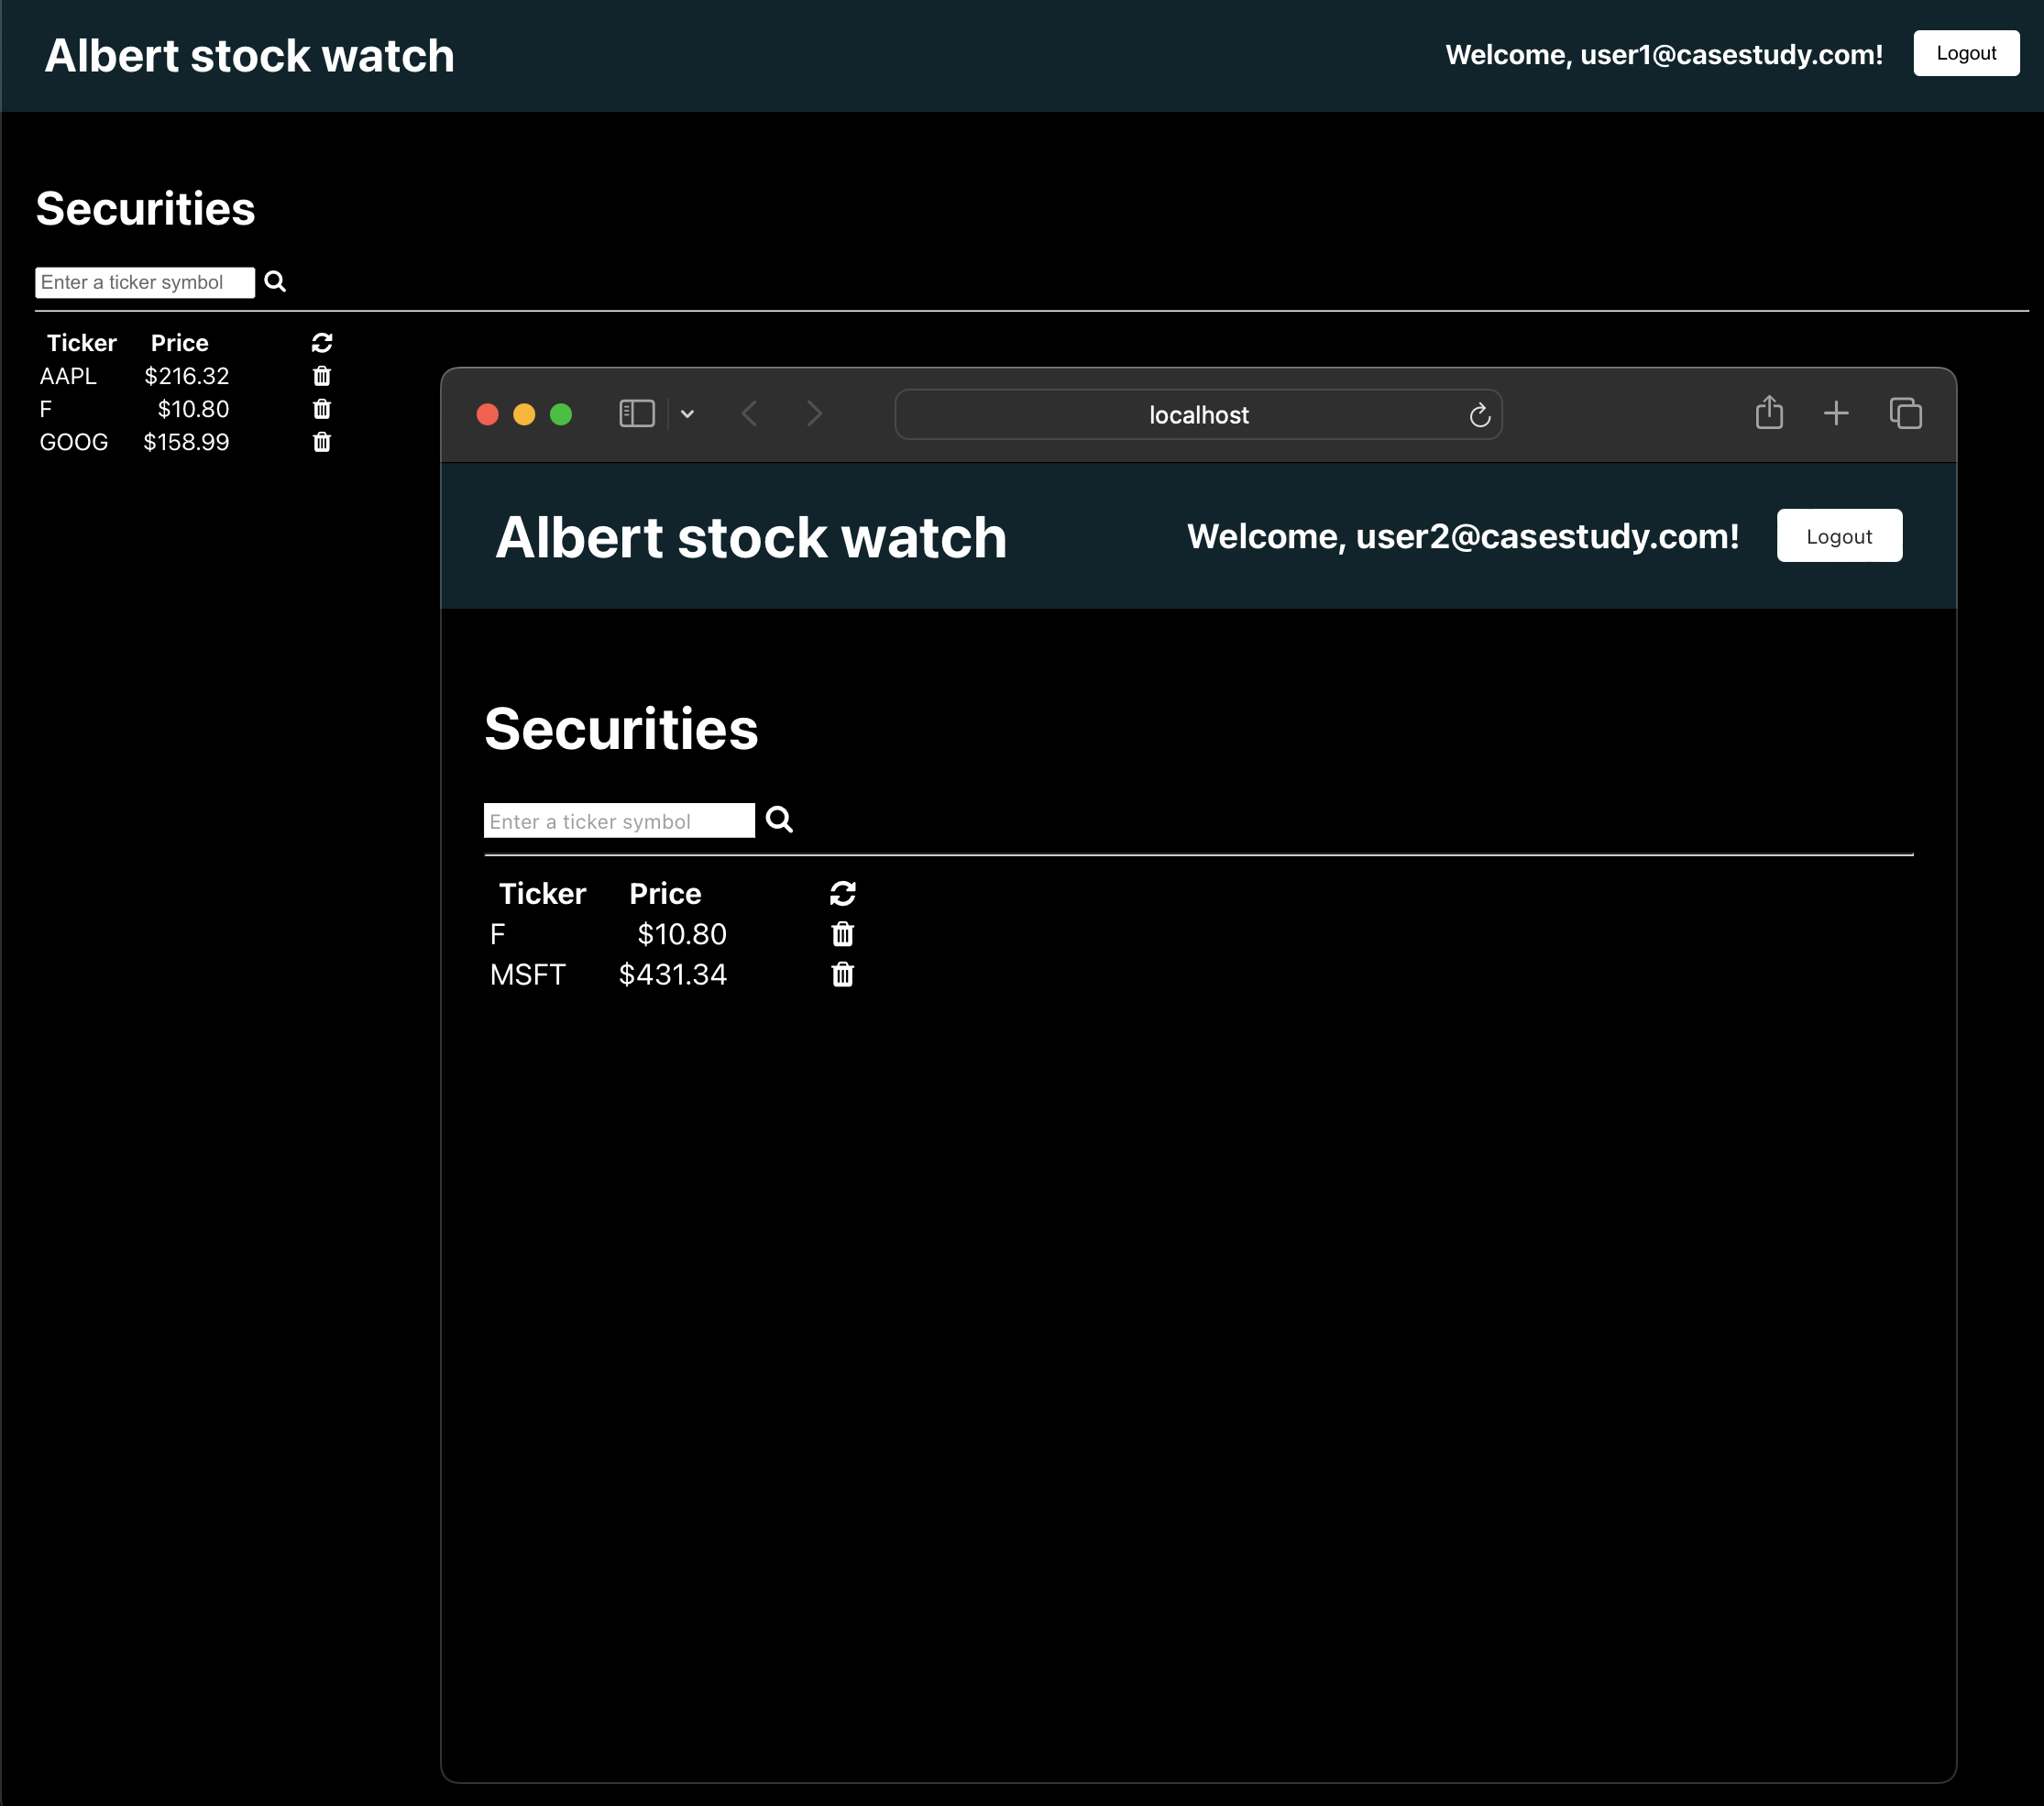 Albert stock watch
Welcome, user1@casestudy.com!
Logout
Securities
Enter a ticker symbol
Ticker Price
AAPL $216.32
F $10.80
GOOG $158.99
localhost
Albert stock watch
Welcome, user2@casestudy.com!
Logout
Securities
Enter a ticker symbol
Ticker Price
F $10.80
MSFT $431.34